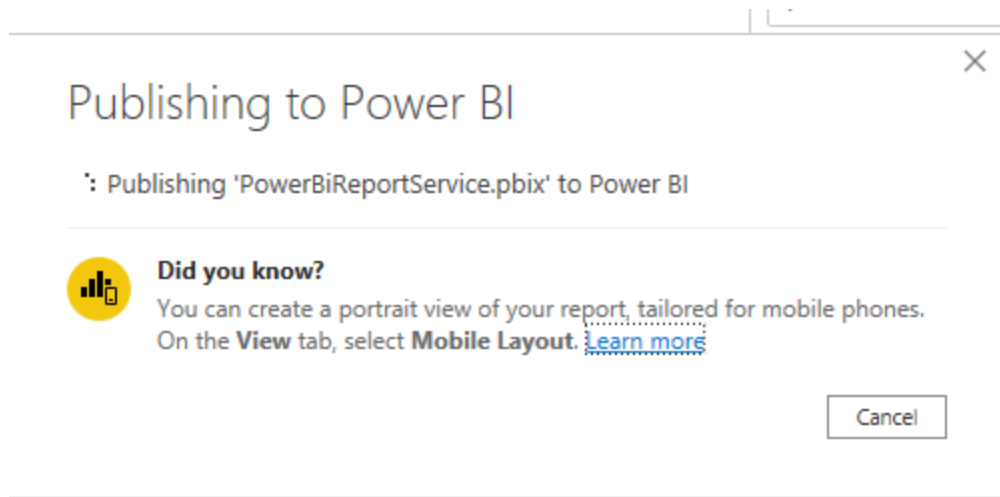 Publishing to Power BI
Publishing 'PowerBiReportService.pbix' to Power BI
Did you know?
You can create a portrait view of your report, tailored for mobile phones.
On the View tab, select Mobile Layout. Learn more
Cancel